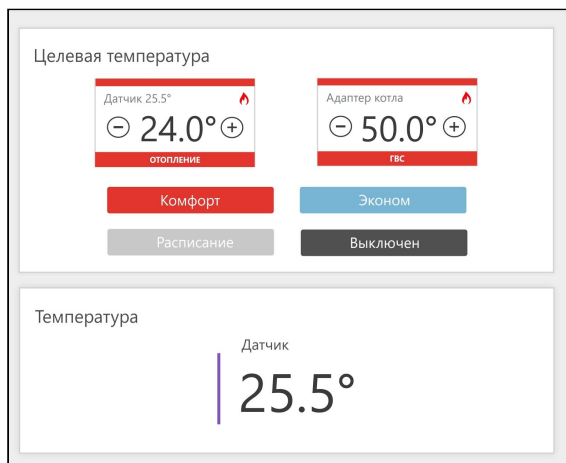 Целевая температура
Датчик 25.5°
− 24.0° +
ОТОПЛЕНИЕ
Адаптер котла
− 50.0° +
ГВС
Комфорт
Эконом
Расписание
Выключен
Температура
Датчик
25.5°